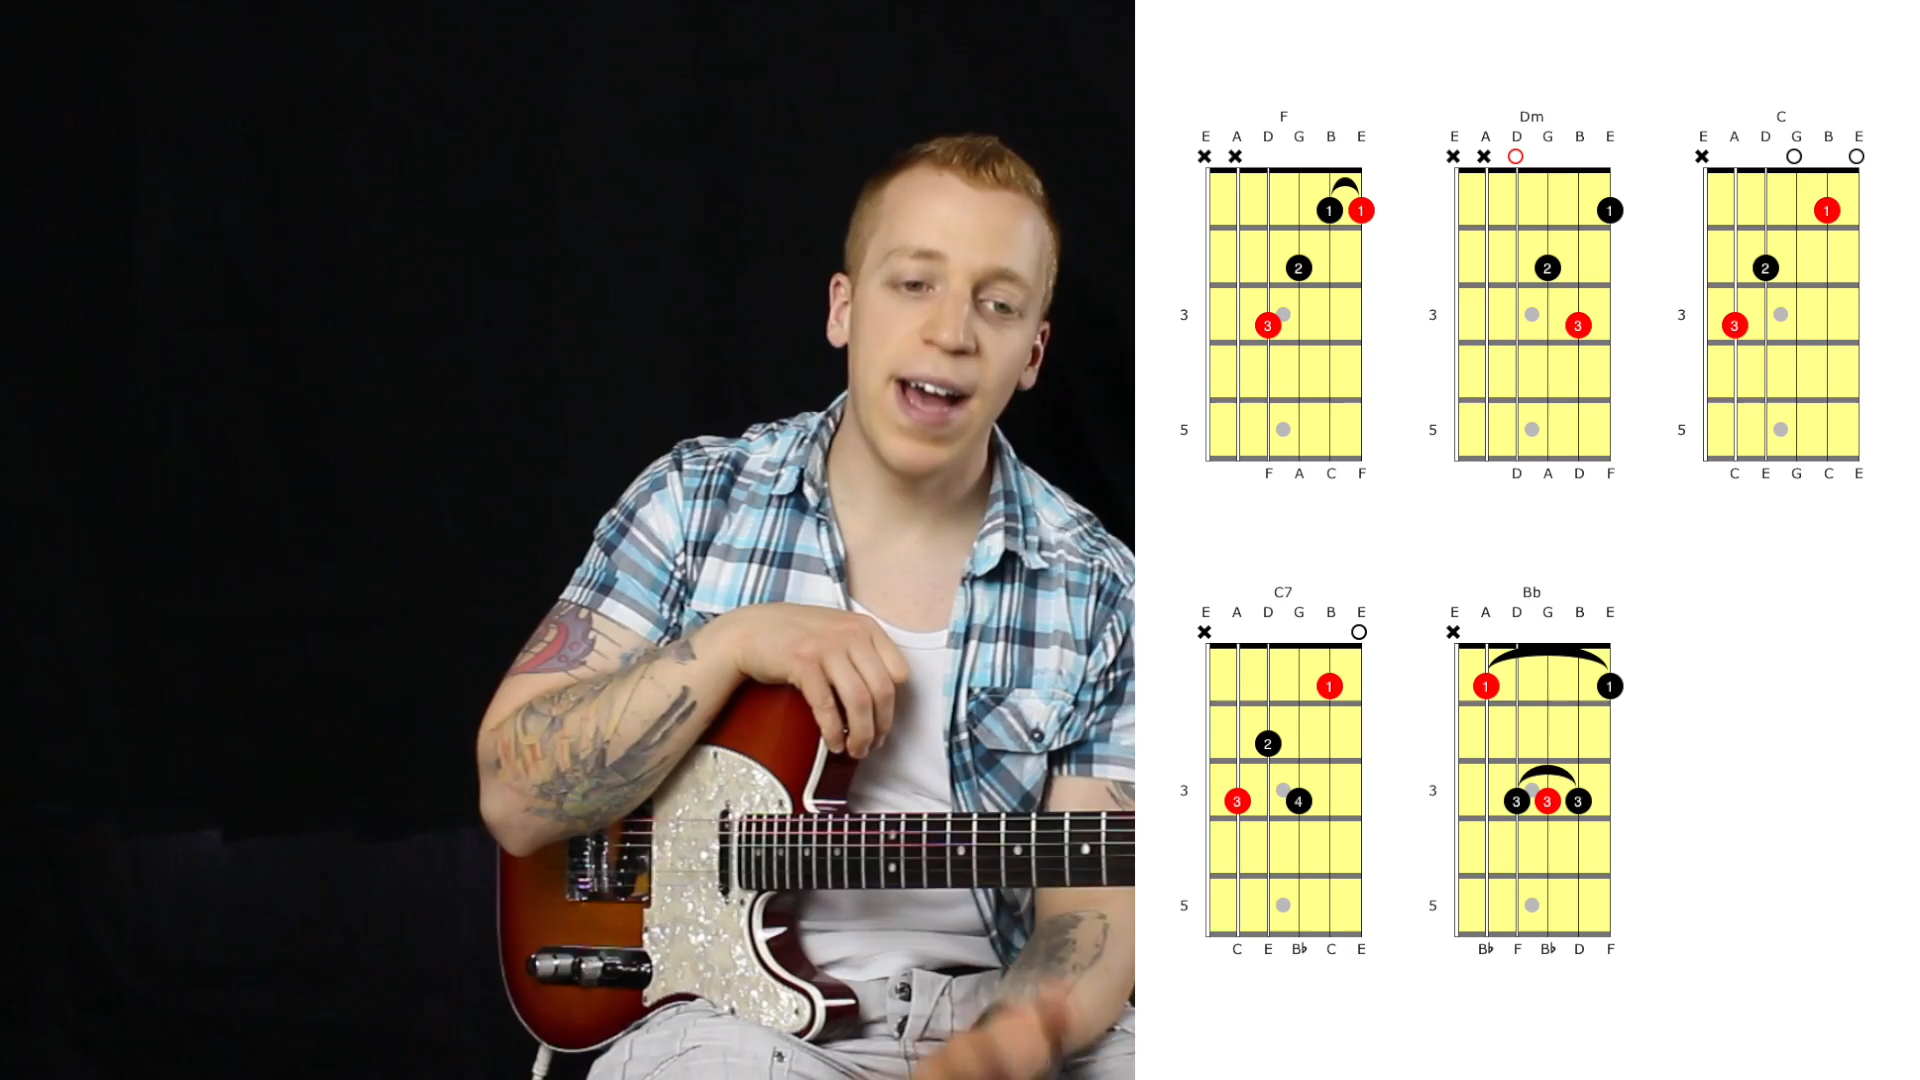 F
E A D G B E
1 1
2
3 3
5
F A C F
Dm
E A D G B E
1
2
3 3
5
D A D F
C
E A D G B E
1
2
3 3
5
C E G C E
C7
E A D G B E
1
2
3 3 4
5
C E B♭ C E
Bb
E A D G B E
1 1
3 3 3 3
5
B♭ F B♭ D F